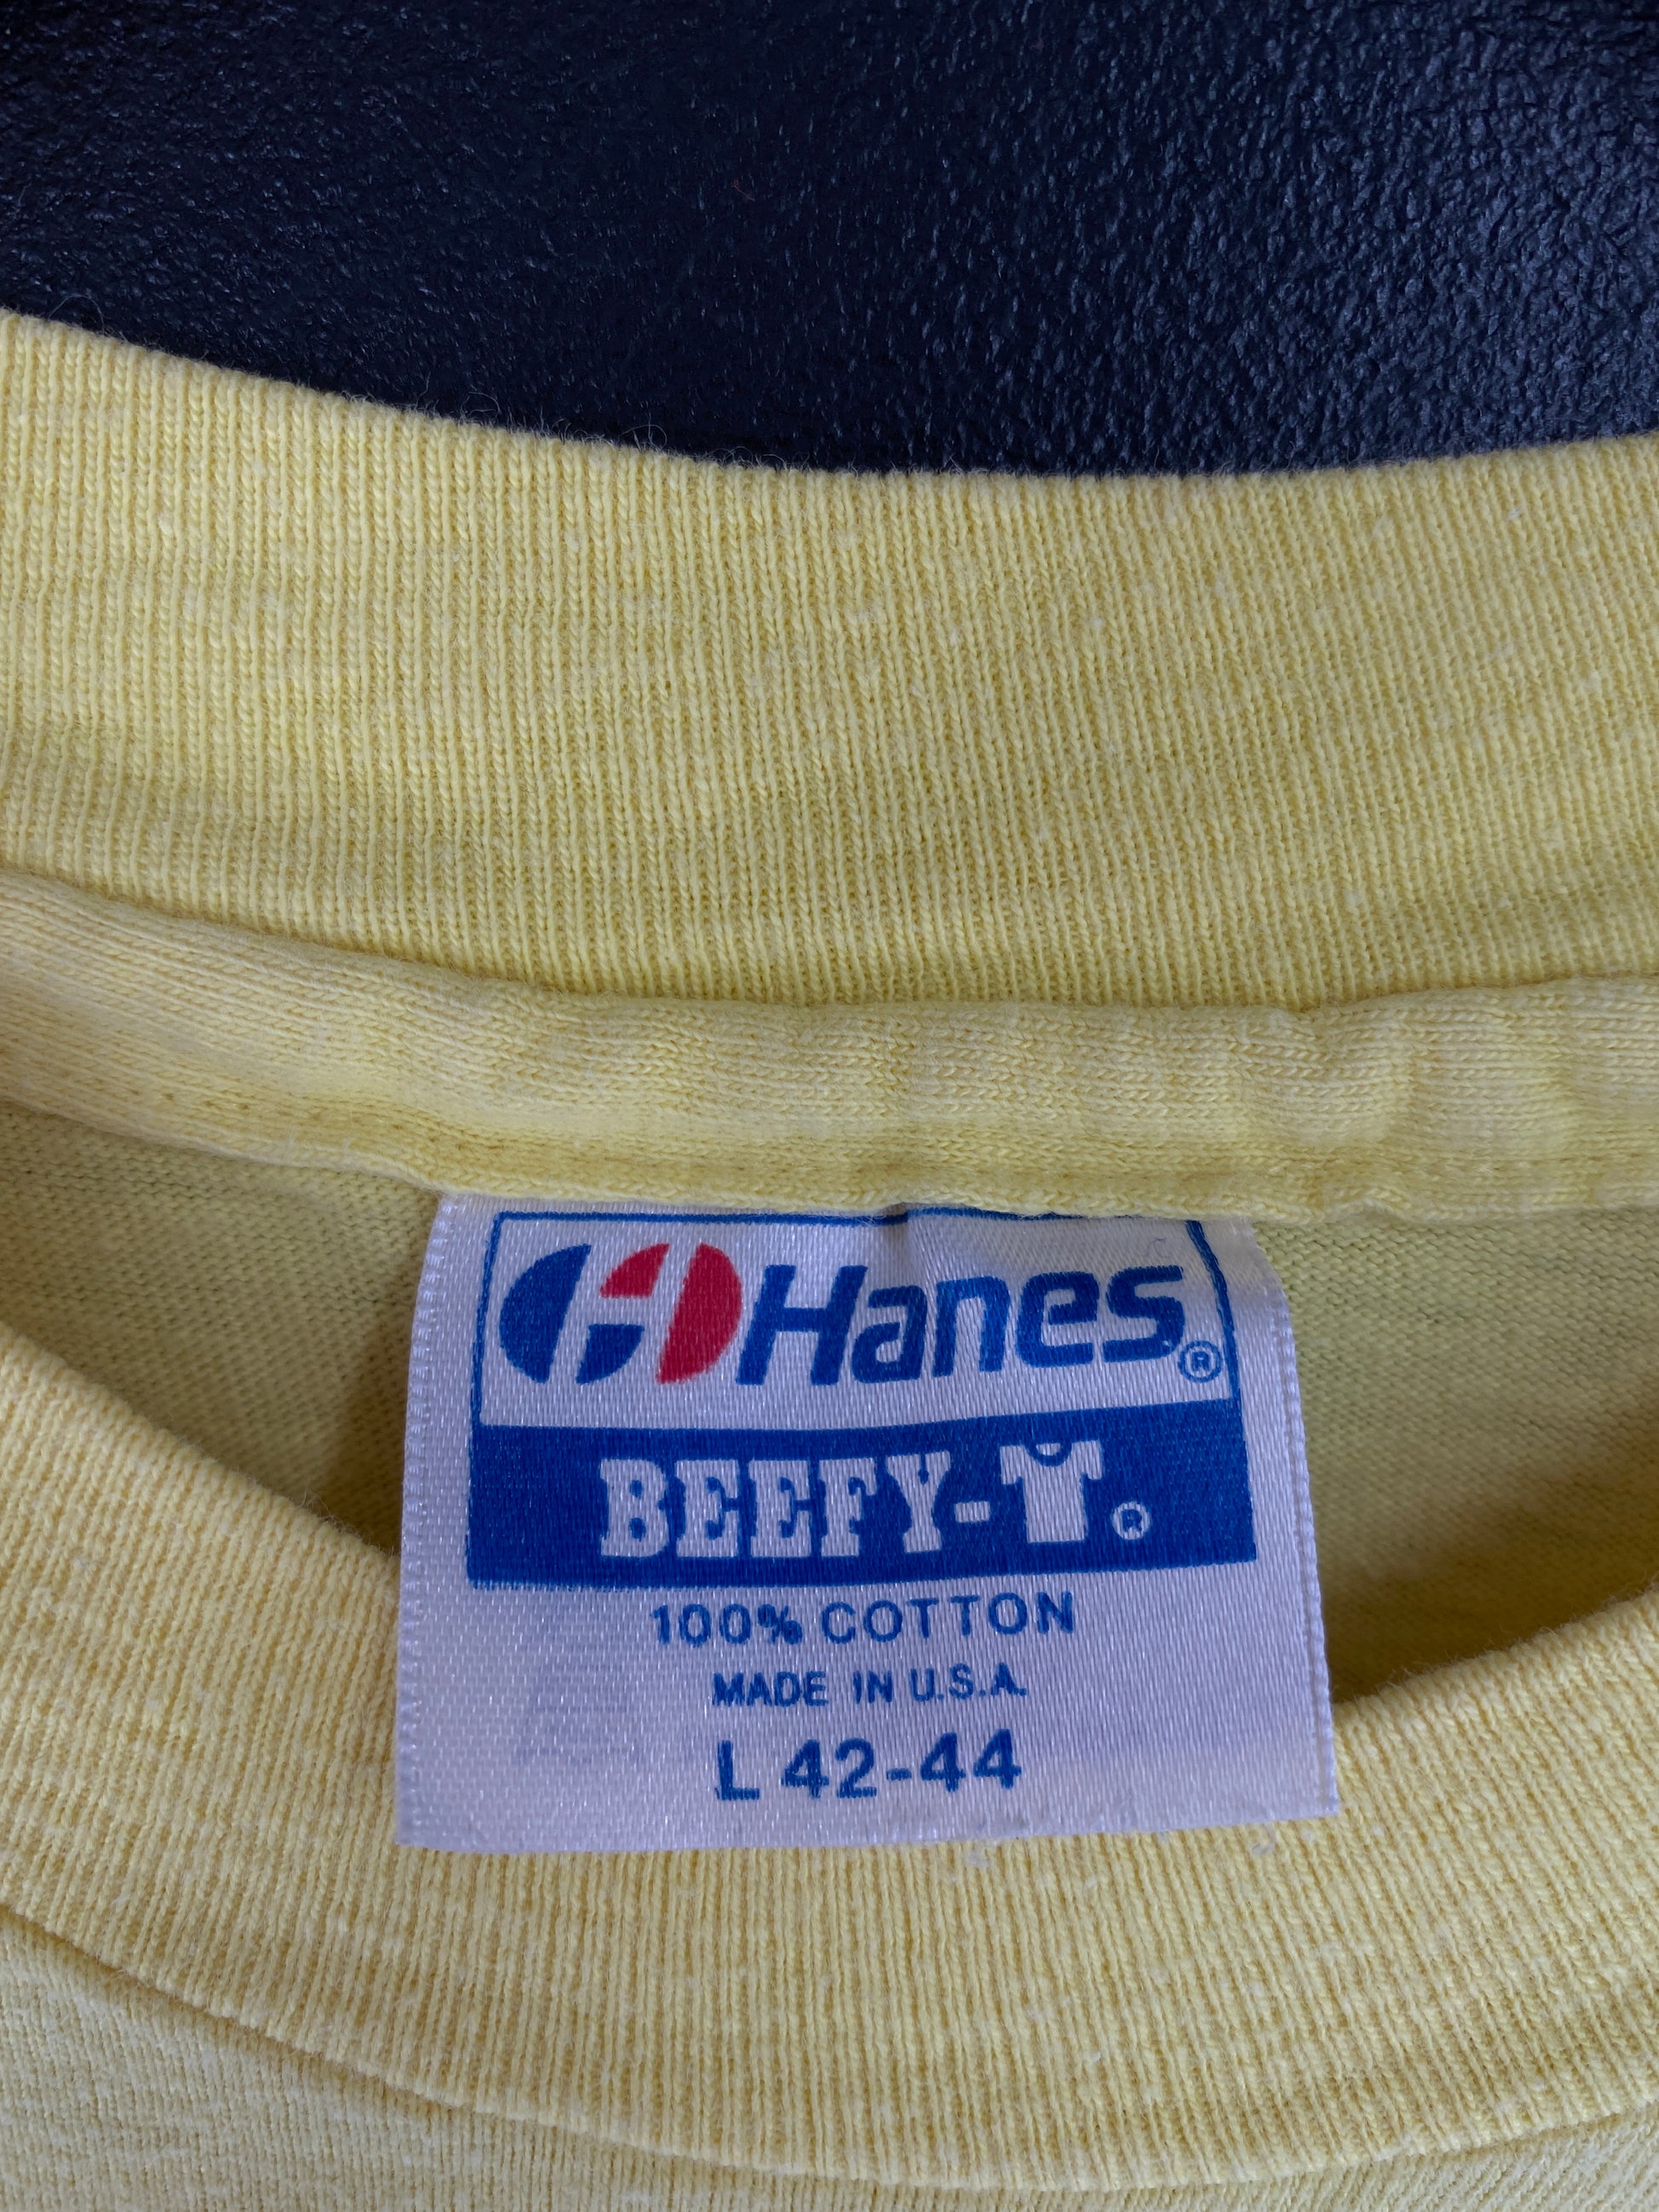 Hanes®
BEEFY-T®
100% COTTON
MADE IN U.S.A.
L 42-44